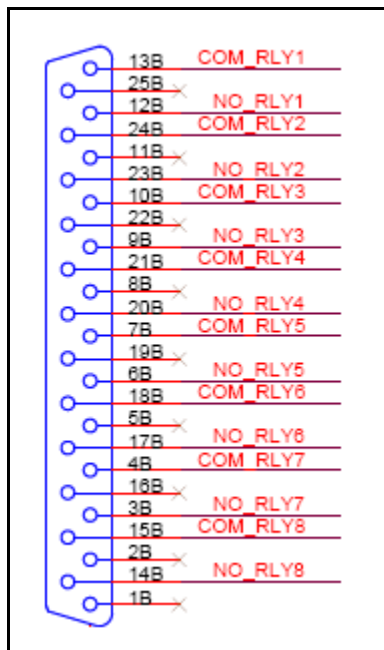 13B COM_RLY1
25B
12B NO_RLY1
24B COM_RLY2
11B
23B NO_RLY2
10B COM_RLY3
22B
9B NO_RLY3
21B COM_RLY4
8B
20B NO_RLY4
7B COM_RLY5
19B
6B NO_RLY5
18B COM_RLY6
5B
17B NO_RLY6
4B COM_RLY7
16B
3B NO_RLY7
15B COM_RLY8
2B
14B NO_RLY8
1B